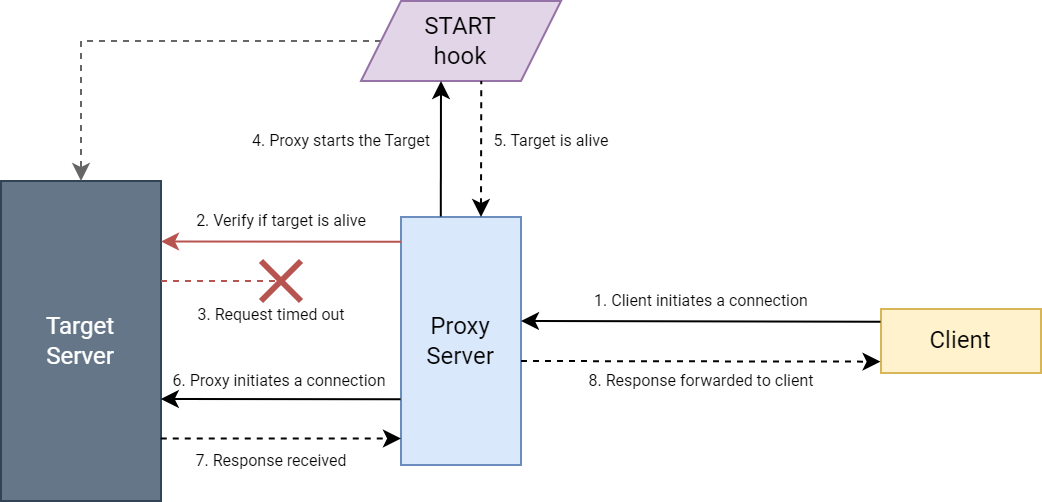 START
hook
4. Proxy starts the Target
5. Target is alive
2. Verify if target is alive
3. Request timed out
1. Client initiates a connection
Target
Server
Proxy
Server
Client
6. Proxy initiates a connection
8. Response forwarded to client
7. Response received